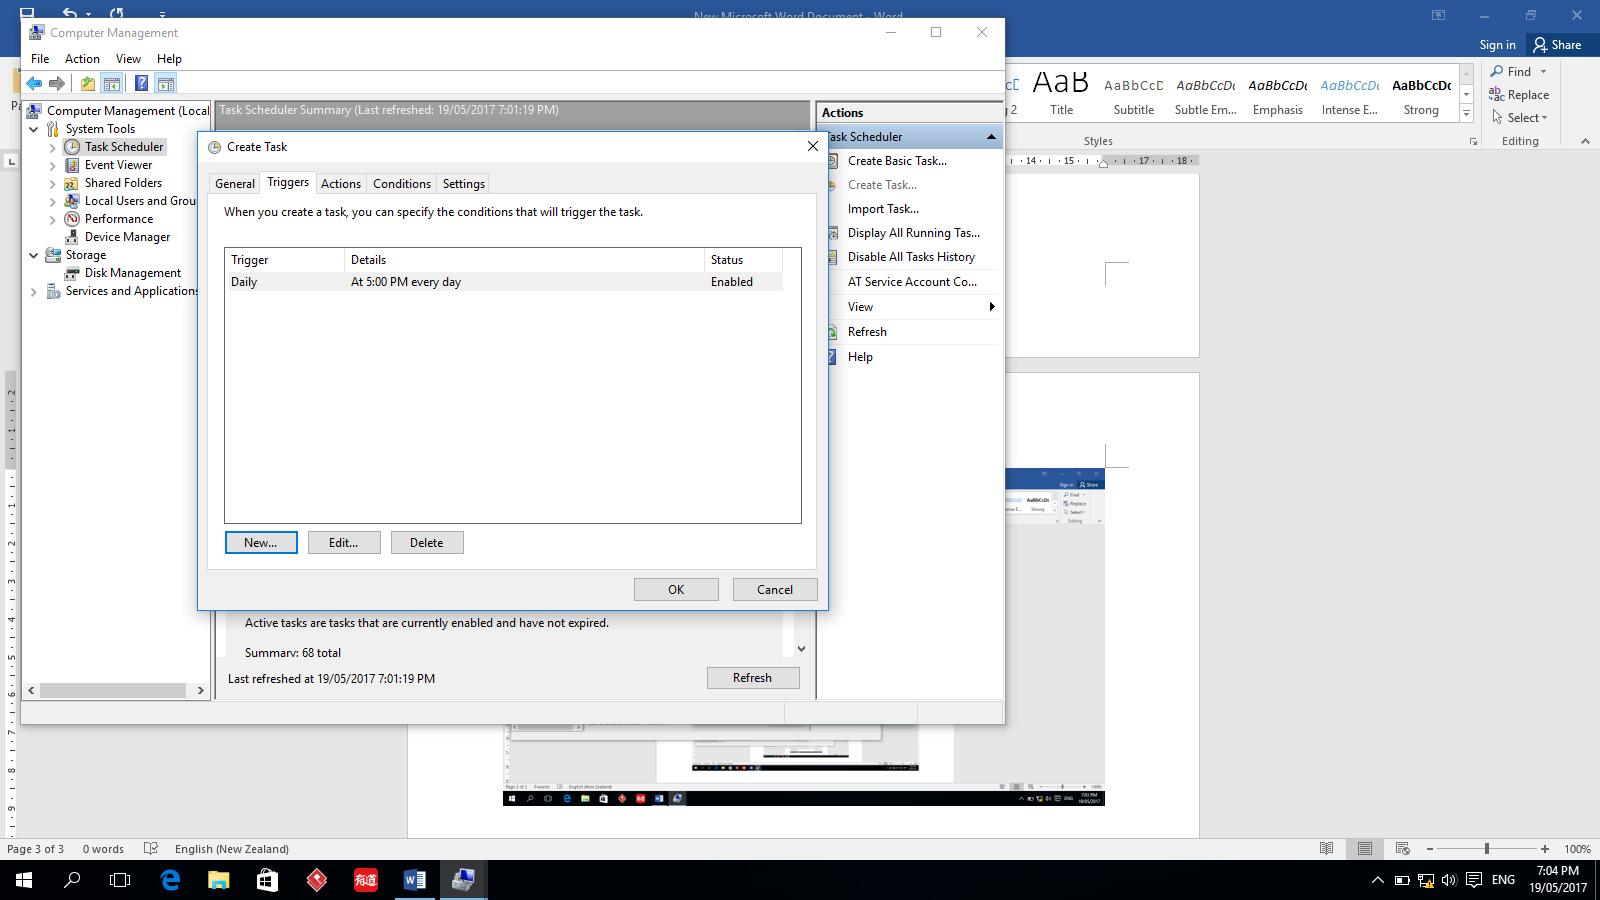 New Microsoft Word Document - Word
Sign in
Share
Computer Management
File Action View Help
Find
Replace
Select
Editing
AaB
AaBbCcD
AaBbCcDc
AaBbCcDc
AaBbCcDc
AaBbCcDc
Title
Subtitle
Subtle Em...
Emphasis
Intense E...
Strong
Styles
Computer Management (Local
System Tools
Task Scheduler
Event Viewer
Shared Folders
Local Users and Grou
Performance
Device Manager
Storage
Disk Management
Services and Applications
Task Scheduler Summary (Last refreshed: 19/05/2017 7:01:19 PM)
Create Task
General Triggers Actions Conditions Settings
When you create a task, you can specify the conditions that will trigger the task.
Trigger Details Status
Daily At 5:00 PM every day Enabled
New... Edit... Delete
OK Cancel
Active tasks are tasks that are currently enabled and have not expired.
Summary: 68 total
Last refreshed at 19/05/2017 7:01:19 PM
Refresh
Actions
Task Scheduler
Create Basic Task...
Create Task...
Import Task...
Display All Running Tas...
Disable All Tasks History
AT Service Account Co...
View
Refresh
Help
14 15 17 18
Page 3 of 3 0 words English (New Zealand)
100%
有道
ENG
7:04 PM
19/05/2017